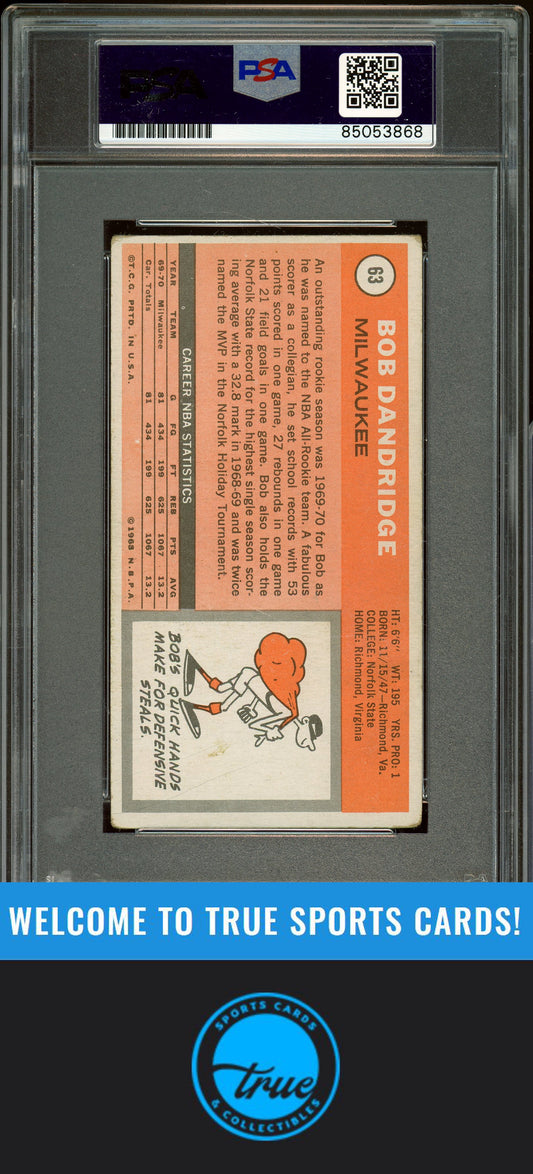 PSA
PSA
85053868
63
BOB DANDRIDGE
MILWAUKEE
HT: 6'6" WT: 195 YRS. PRO: 1
BORN: 11/15/47—Richmond, Va.
COLLEGE: Norfolk State
HOME: Richmond, Virginia
An outstanding rookie season was 1969-70 for Bob as
he was named to the NBA All-Rookie team. A fabulous
scorer as a collegian, he set school records with 53
points scored in one game, 27 rebounds in one game
and 21 field goals in one game. Bob also holds the
Norfolk State record for the highest single season scor-
ing average with a 32.8 mark in 1968-69 and was twice
named the MVP in the Norfolk Holiday Tournament.
CAREER NBA STATISTICS
YEAR TEAM G FG FT REB PTS AVG
69-70 Milwaukee 81 434 199 625 1067 13.2
Car. Totals 81 434 199 625 1067 13.2
©T.C.G. PRTD. IN U.S.A. ©1968 N.B.P.A.
BOB'S QUICK HANDS
MAKE FOR DEFENSIVE
STEALS.
WELCOME TO TRUE SPORTS CARDS!
SPORTS CARDS
true
& COLLECTIBLES